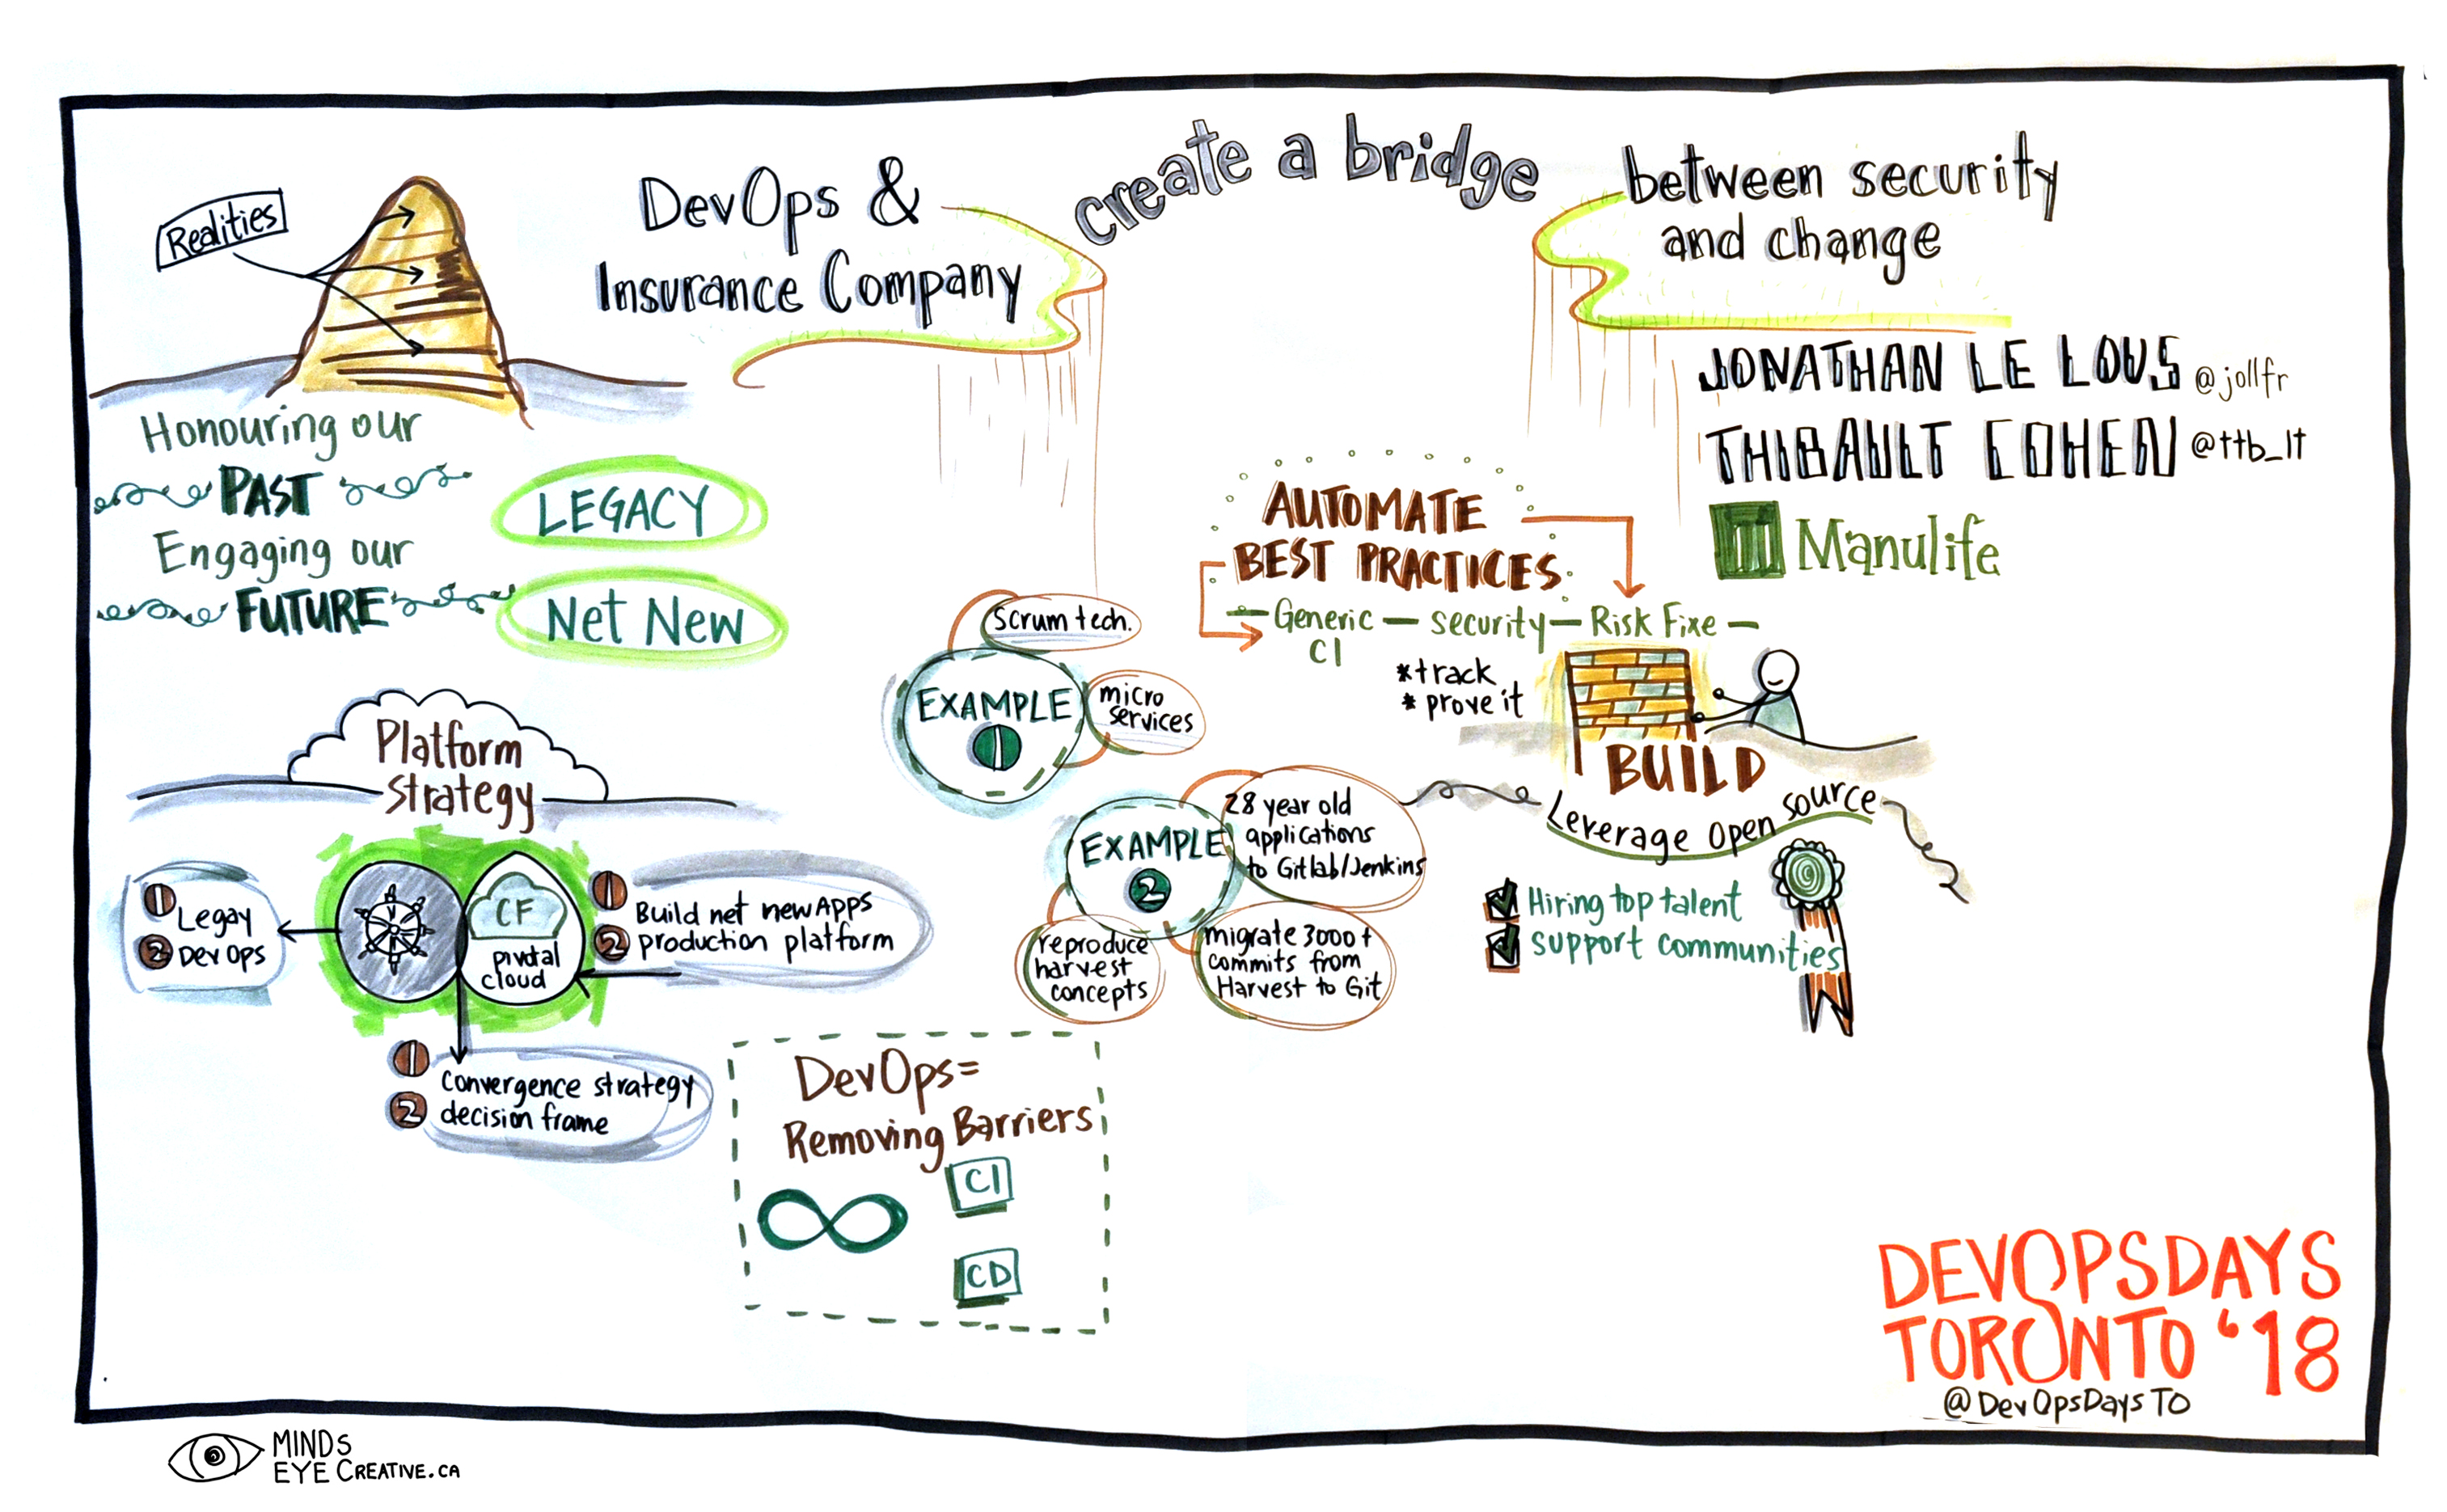 Realities
DevOps &
Insurance Company
create a bridge
between security
and change
JONATHAN LE LOUS @jollfr
THIBAULT COHEN @ttb_lt
Manulife
Honouring our
PAST
Engaging our
FUTURE
LEGACY
Net New
Platform
strategy
1 Legay
2 DevOps
CF
pivotal
cloud
1 Build net new Apps
2 production platform
1 Convergence strategy
2 decision frame
EXAMPLE
1
scrum tech.
micro
services
EXAMPLE
2
28 year old
applications
to Gitlab/Jenkins
reproduce
harvest
concepts
migrate 3000+
commits from
Harvest to Git
DevOps=
Removing Barriers
CI
CD
AUTOMATE
BEST PRACTICES
— Generic — security — Risk Fixe —
CI
*track
*prove it
BUILD
Leverage open source
Hiring top talent
support communities
DEVOPSDAYS
TORONTO '18
@DevOpsDaysTO
MINDS
EYE CREATIVE.CA